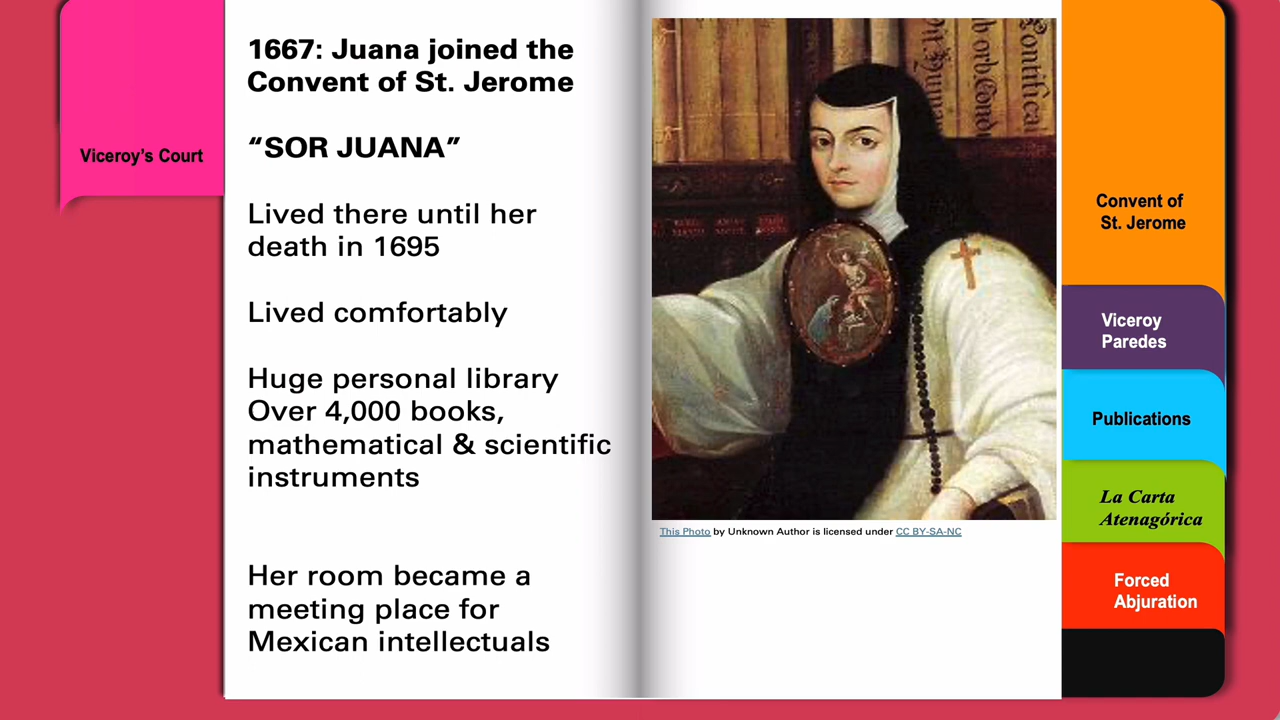 Viceroy's Court
1667: Juana joined the
Convent of St. Jerome
“SOR JUANA”
Lived there until her
death in 1695
Lived comfortably
Huge personal library
Over 4,000 books,
mathematical & scientific
instruments
Her room became a
meeting place for
Mexican intellectuals
This Photo by Unknown Author is licensed under CC BY-SA-NC
Convent of
St. Jerome
Viceroy
Paredes
Publications
La Carta
Atenagórica
Forced
Abjuration